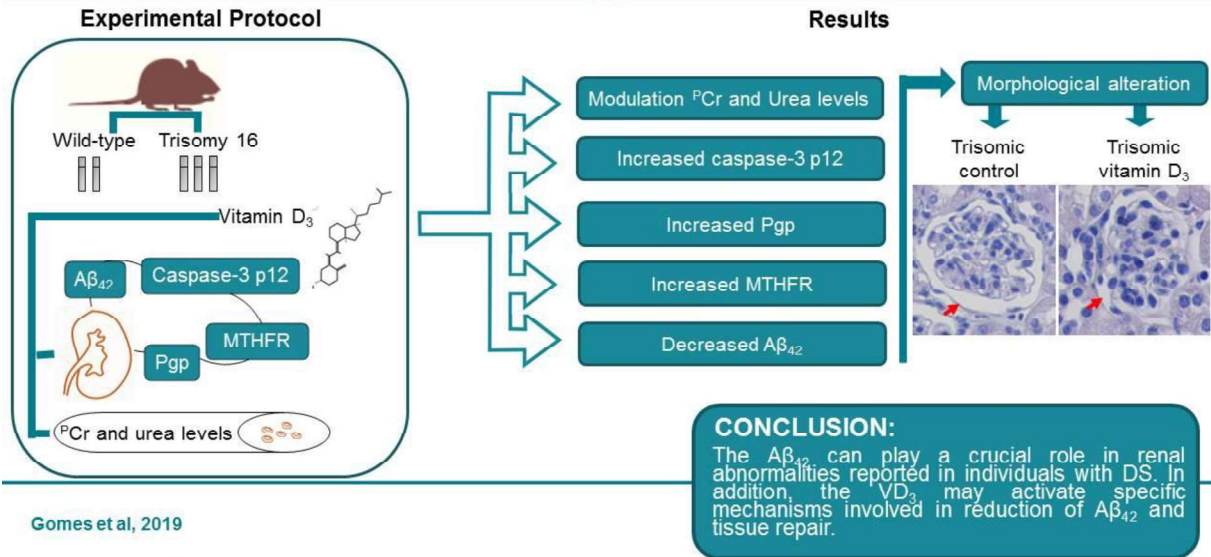 Experimental Protocol
Wild-type Trisomy 16
Vitamin D₃
Aβ₄₂
Caspase-3 p12
MTHFR
Pgp
ᴾCr and urea levels
Results
Modulation ᴾCr and Urea levels
Increased caspase-3 p12
Increased Pgp
Increased MTHFR
Decreased Aβ₄₂
Morphological alteration
Trisomic
control
Trisomic
vitamin D₃
CONCLUSION:
The Aβ₄₂ can play a crucial role in renal
abnormalities reported in individuals with DS. In
addition, the VD₃ may activate specific
mechanisms involved in reduction of Aβ₄₂ and
tissue repair.
Gomes et al, 2019